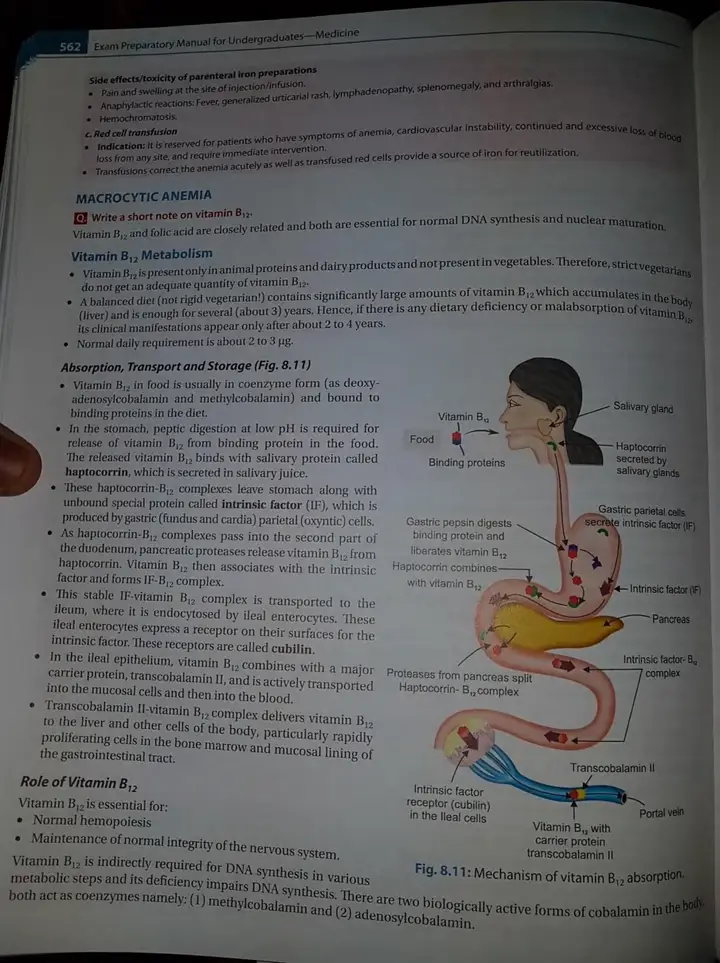 562 Exam Preparatory Manual for Undergraduates—Medicine
Side effects/toxicity of parenteral iron preparations
• Pain and swelling at the site of injection/infusion.
• Anaphylactic reactions: Fever, generalized urticarial rash, lymphadenopathy, splenomegaly, and arthralgias.
• Hemochromatosis.
c. Red cell transfusion
• Indication: It is reserved for patients who have symptoms of anemia, cardiovascular instability, continued and excessive loss of blood
loss from any site, and require immediate intervention.
• Transfusions correct the anemia acutely as well as transfused red cells provide a source of iron for reutilization.
MACROCYTIC ANEMIA
Q. Write a short note on vitamin B₁₂.
Vitamin B₁₂ and folic acid are closely related and both are essential for normal DNA synthesis and nuclear maturation.
Vitamin B₁₂ Metabolism
• Vitamin B₁₂ is present only in animal proteins and dairy products and not present in vegetables. Therefore, strict vegetarians
do not get an adequate quantity of vitamin B₁₂.
• A balanced diet (not rigid vegetarian!) contains significantly large amounts of vitamin B₁₂ which accumulates in the body
(liver) and is enough for several (about 3) years. Hence, if there is any dietary deficiency or malabsorption of vitamin B₁₂,
its clinical manifestations appear only after about 2 to 4 years.
• Normal daily requirement is about 2 to 3 µg.
Absorption, Transport and Storage (Fig. 8.11)
• Vitamin B₁₂ in food is usually in coenzyme form (as deoxy-
adenosylcobalamin and methylcobalamin) and bound to
binding proteins in the diet.
• In the stomach, peptic digestion at low pH is required for
release of vitamin B₁₂ from binding protein in the food.
The released vitamin B₁₂ binds with salivary protein called
haptocorrin, which is secreted in salivary juice.
• These haptocorrin-B₁₂ complexes leave stomach along with
unbound special protein called intrinsic factor (IF), which is
produced by gastric (fundus and cardia) parietal (oxyntic) cells.
• As haptocorrin-B₁₂ complexes pass into the second part of
the duodenum, pancreatic proteases release vitamin B₁₂ from
haptocorrin. Vitamin B₁₂ then associates with the intrinsic
factor and forms IF-B₁₂ complex.
• This stable IF-vitamin B₁₂ complex is transported to the
ileum, where it is endocytosed by ileal enterocytes. These
ileal enterocytes express a receptor on their surfaces for the
intrinsic factor. These receptors are called cubilin.
• In the ileal epithelium, vitamin B₁₂ combines with a major
carrier protein, transcobalamin II, and is actively transported
into the mucosal cells and then into the blood.
• Transcobalamin II-vitamin B₁₂ complex delivers vitamin B₁₂
to the liver and other cells of the body, particularly rapidly
proliferating cells in the bone marrow and mucosal lining of
the gastrointestinal tract.
Role of Vitamin B₁₂
Vitamin B₁₂ is essential for:
• Normal hemopoiesis
• Maintenance of normal integrity of the nervous system.
Vitamin B₁₂ is indirectly required for DNA synthesis in various
metabolic steps and its deficiency impairs DNA synthesis. There are two biologically active forms of cobalamin in the body,
both act as coenzymes namely: (1) methylcobalamin and (2) adenosylcobalamin.
Vitamin B₁₂
Food
Binding proteins
Salivary gland
Haptocorrin
secreted by
salivary glands
Gastric parietal cells
secrete intrinsic factor (IF)
Gastric pepsin digests
binding protein and
liberates vitamin B₁₂
Haptocorrin combines
with vitamin B₁₂
Intrinsic factor (IF)
Pancreas
Intrinsic factor- B₁₂
complex
Proteases from pancreas split
Haptocorrin- B₁₂ complex
Transcobalamin II
Intrinsic factor
receptor (cubilin)
in the Ileal cells
Portal vein
Vitamin B₁₂ with
carrier protein
transcobalamin II
Fig. 8.11: Mechanism of vitamin B₁₂ absorption.